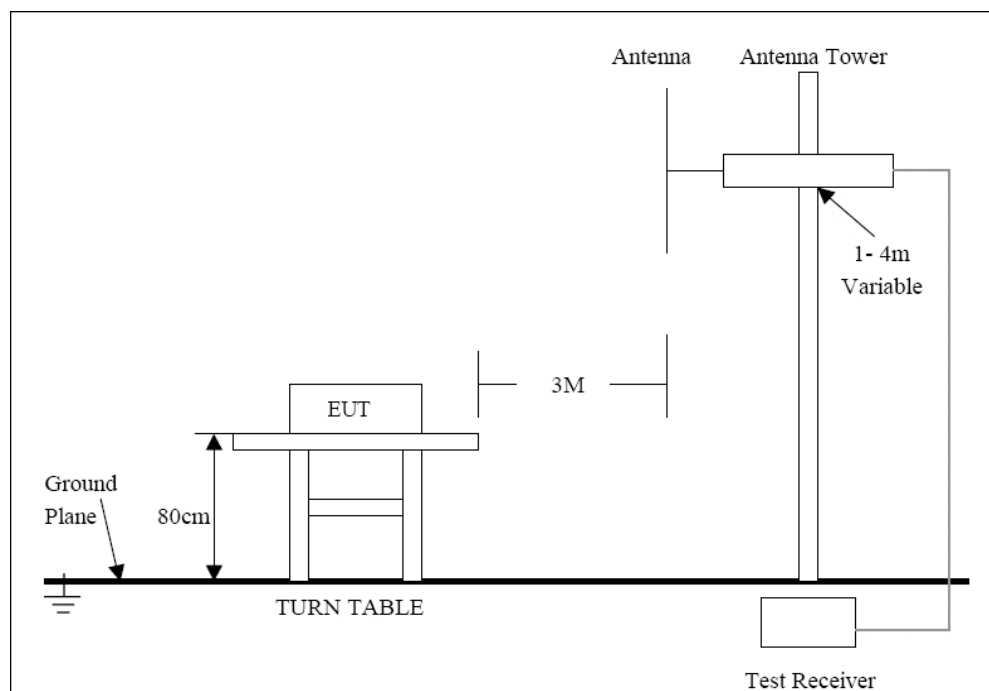 Antenna
Antenna Tower
1- 4m
Variable
3M
EUT
Ground
Plane
80cm
TURN TABLE
Test Receiver